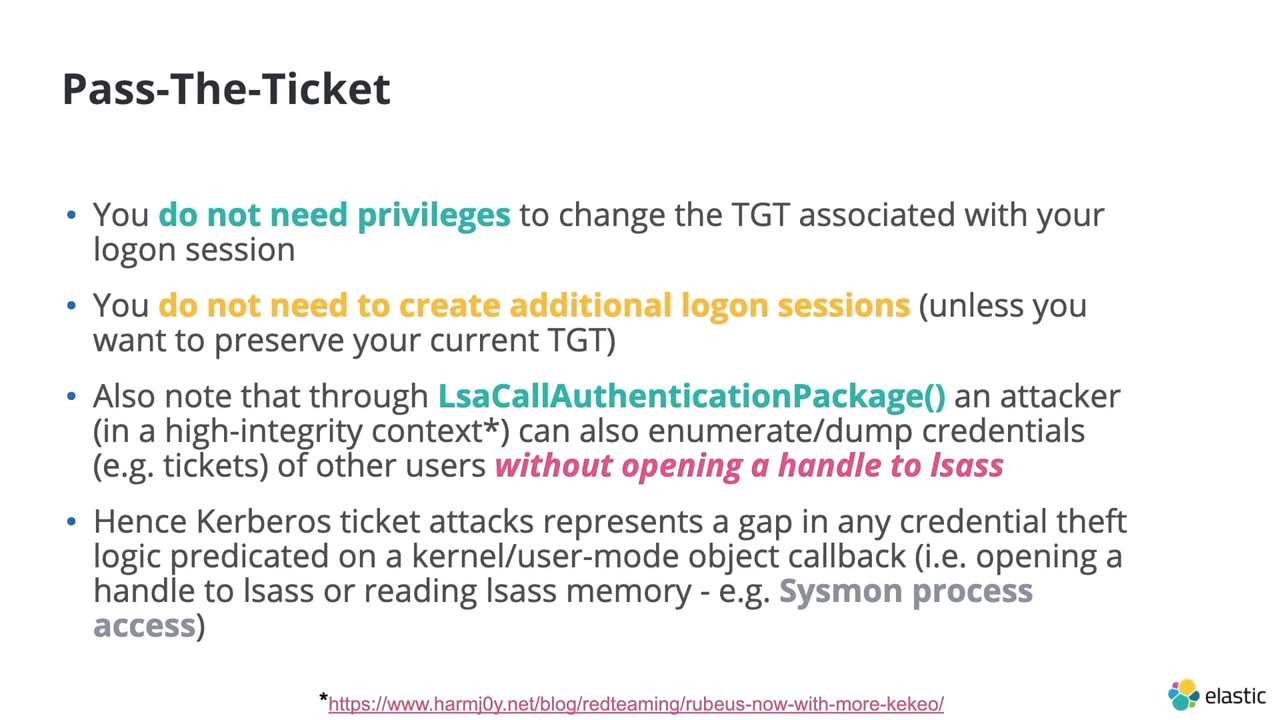 Pass-The-Ticket
• You do not need privileges to change the TGT associated with your
logon session
• You do not need to create additional logon sessions (unless you
want to preserve your current TGT)
• Also note that through LsaCallAuthenticationPackage() an attacker
(in a high-integrity context*) can also enumerate/dump credentials
(e.g. tickets) of other users without opening a handle to lsass
• Hence Kerberos ticket attacks represents a gap in any credential theft
logic predicated on a kernel/user-mode object callback (i.e. opening a
handle to lsass or reading lsass memory - e.g. Sysmon process
access)
*https://www.harmj0y.net/blog/redteaming/rubeus-now-with-more-kekeo/
elastic